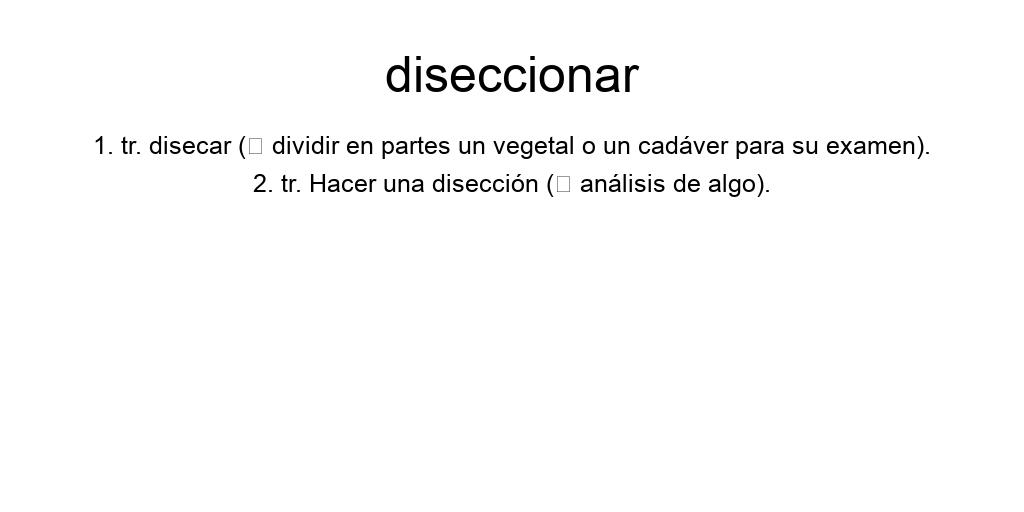 diseccionar
1. tr. disecar (□ dividir en partes un vegetal o un cadáver para su examen).
2. tr. Hacer una disección (□ análisis de algo).